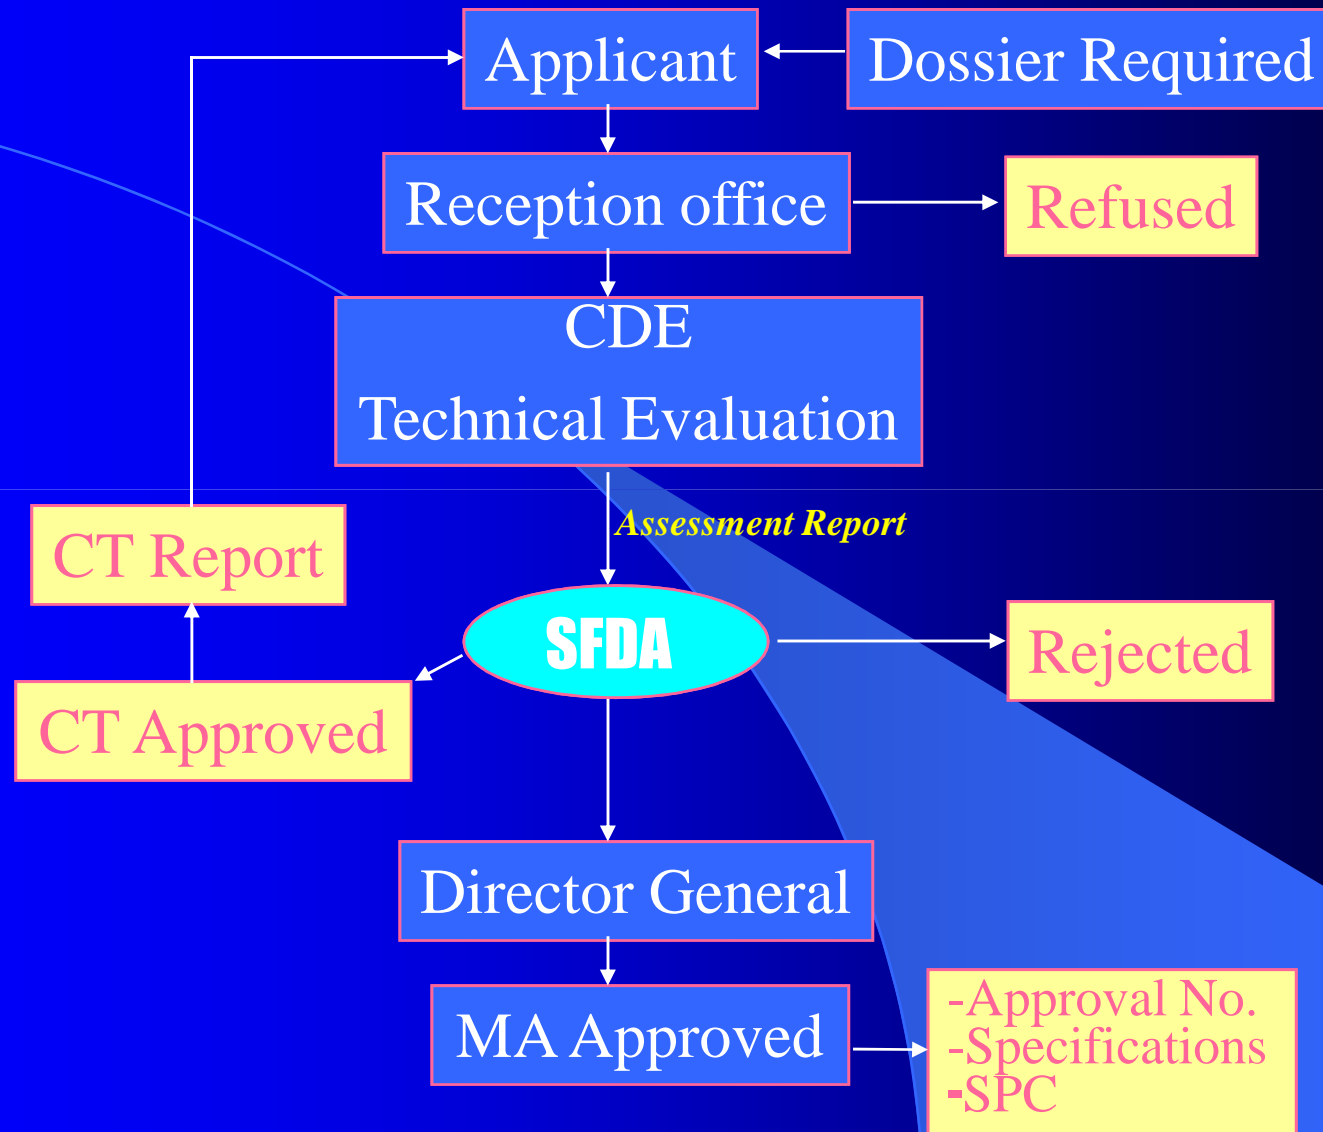 Applicant
Dossier Required
Reception office
Refused
CDE
Technical Evaluation
Assessment Report
CT Report
SFDA
Rejected
CT Approved
Director General
MA Approved
-Approval No.
-Specifications
-SPC